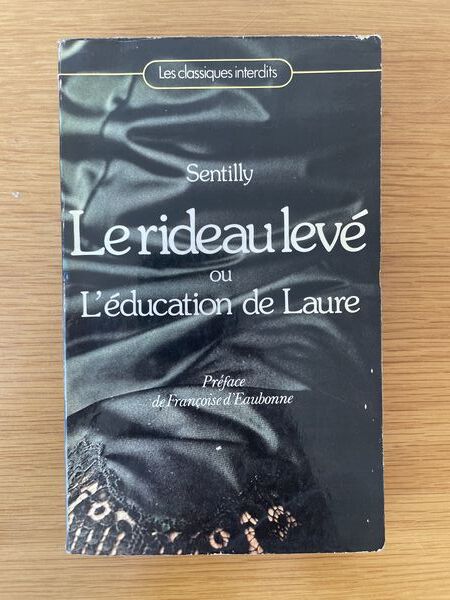 Les classiques interdits
Sentilly
Le rideau levé
ou
L'éducation de Laure
Préface
de Françoise d'Eaubonne